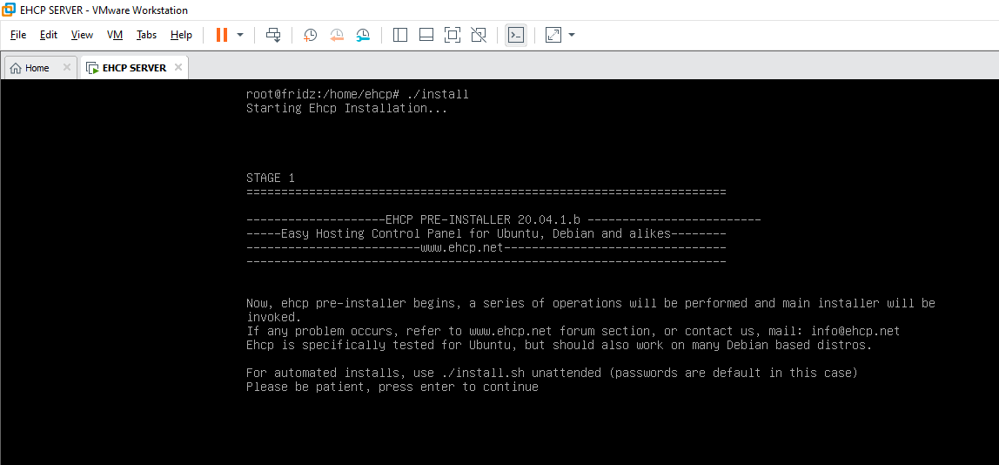 EHCP SERVER - VMware Workstation
File Edit View VM Tabs Help
Home EHCP SERVER
root@fridz:/home/ehcp# ./install
Starting Ehcp Installation...
STAGE 1
=====================================================================
--------------------EHCP PRE-INSTALLER 20.04.1.b -------------------------
-----Easy Hosting Control Panel for Ubuntu, Debian and alikes--------
-------------------------www.ehcp.net--------------------------------
---------------------------------------------------------------------
Now, ehcp pre-installer begins, a series of operations will be performed and main installer will be
invoked.
If any problem occurs, refer to www.ehcp.net forum section, or contact us, mail: info@ehcp.net
Ehcp is specifically tested for Ubuntu, but should also work on many Debian based distros.
For automated installs, use ./install.sh unattended (passwords are default in this case)
Please be patient, press enter to continue